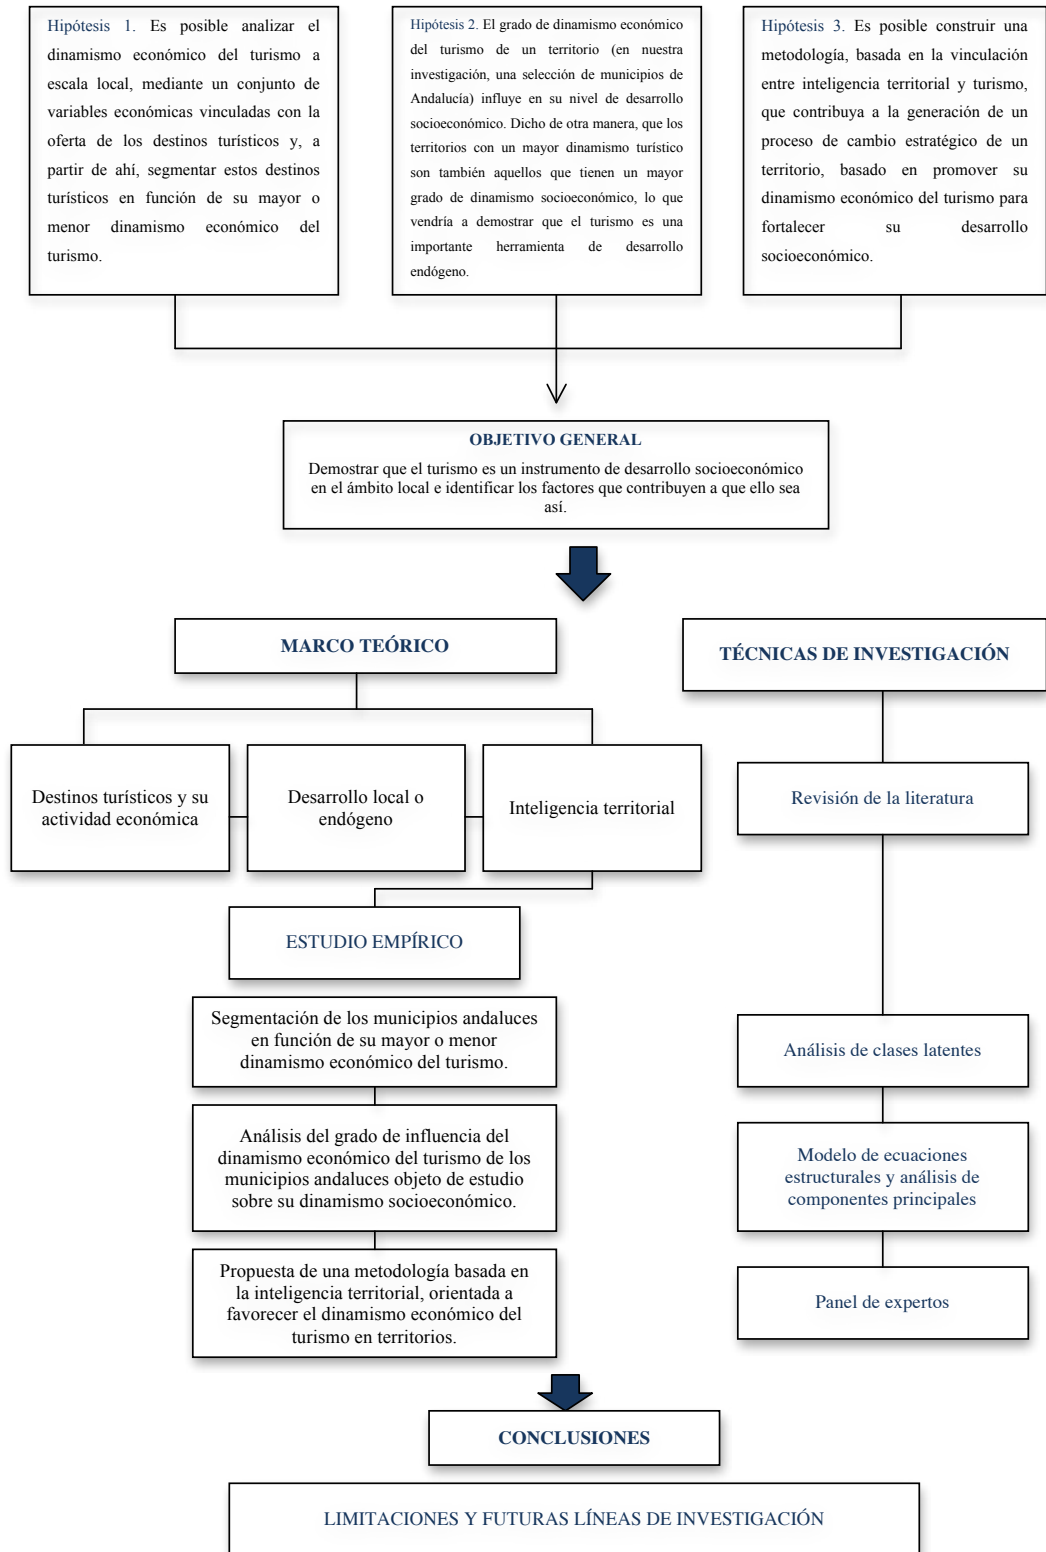 Hipótesis 1. Es posible analizar el
dinamismo económico del turismo a
escala local, mediante un conjunto de
variables económicas vinculadas con la
oferta de los destinos turísticos y, a
partir de ahí, segmentar estos destinos
turísticos en función de su mayor o
menor dinamismo económico del
turismo.
Hipótesis 2. El grado de dinamismo económico
del turismo de un territorio (en nuestra
investigación, una selección de municipios de
Andalucía) influye en su nivel de desarrollo
socioeconómico. Dicho de otra manera, que los
territorios con un mayor dinamismo turístico
son también aquellos que tienen un mayor
grado de dinamismo socioeconómico, lo que
vendría a demostrar que el turismo es una
importante herramienta de desarrollo
endógeno.
Hipótesis 3. Es posible construir una
metodología, basada en la vinculación
entre inteligencia territorial y turismo,
que contribuya a la generación de un
proceso de cambio estratégico de un
territorio, basado en promover su
dinamismo económico del turismo para
fortalecer su desarrollo
socioeconómico.
OBJETIVO GENERAL
Demostrar que el turismo es un instrumento de desarrollo socioeconómico
en el ámbito local e identificar los factores que contribuyen a que ello sea
así.
MARCO TEÓRICO
Destinos turísticos y su
actividad económica
Desarrollo local o
endógeno
Inteligencia territorial
ESTUDIO EMPÍRICO
Segmentación de los municipios andaluces
en función de su mayor o menor
dinamismo económico del turismo.
Análisis del grado de influencia del
dinamismo económico del turismo de los
municipios andaluces objeto de estudio
sobre su dinamismo socioeconómico.
Propuesta de una metodología basada en
la inteligencia territorial, orientada a
favorecer el dinamismo económico del
turismo en territorios.
TÉCNICAS DE INVESTIGACIÓN
Revisión de la literatura
Análisis de clases latentes
Modelo de ecuaciones
estructurales y análisis de
componentes principales
Panel de expertos
CONCLUSIONES
LIMITACIONES Y FUTURAS LÍNEAS DE INVESTIGACIÓN